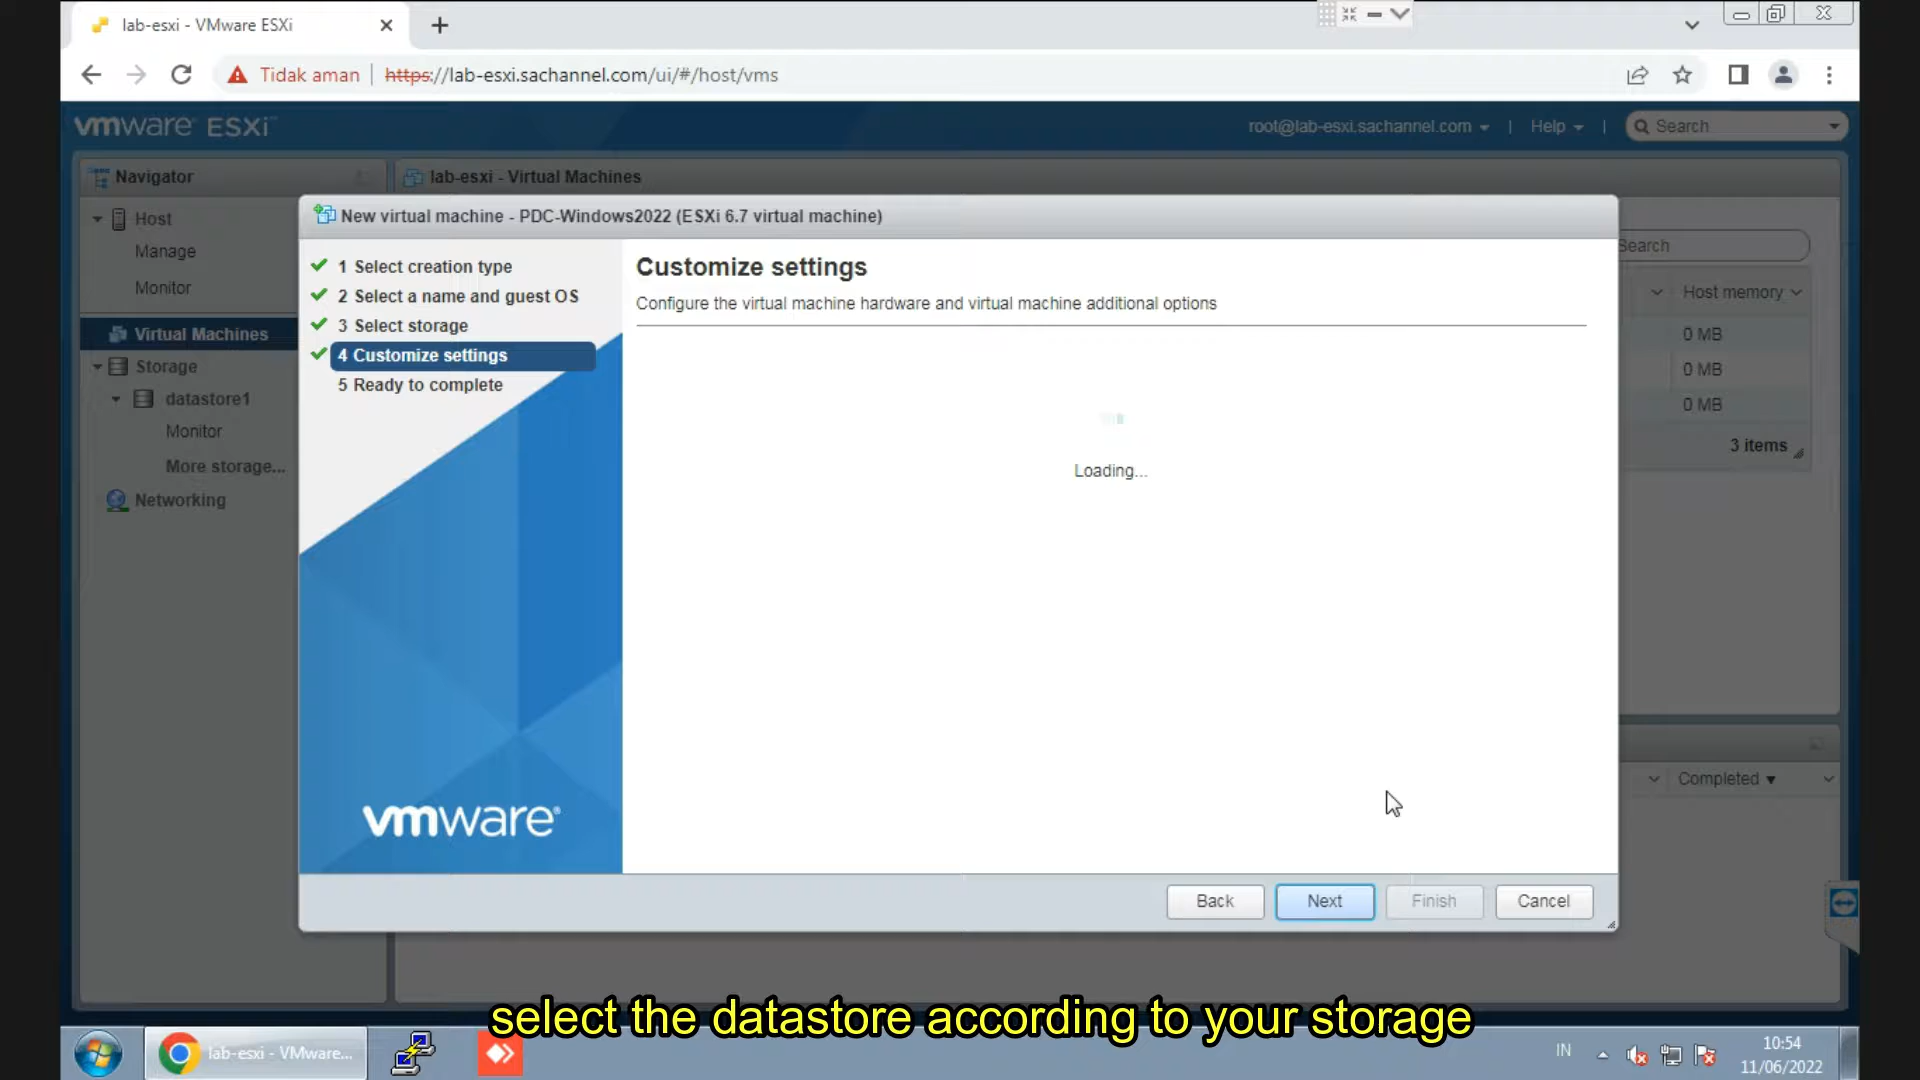 lab-esxi - VMware ESXi
Tidak aman
https://lab-esxi.sachannel.com/ui/#/host/vms
vmware ESXi™
root@lab-esxi.sachannel.com
Help
Search
Navigator
lab-esxi - Virtual Machines
Host
Manage
Monitor
Virtual Machines
Storage
datastore1
Monitor
More storage...
Networking
Search
Host memory
0 MB
0 MB
0 MB
3 items
Completed
New virtual machine - PDC-Windows2022 (ESXi 6.7 virtual machine)
1 Select creation type
2 Select a name and guest OS
3 Select storage
4 Customize settings
5 Ready to complete
vmware®
Customize settings
Configure the virtual machine hardware and virtual machine additional options
Loading...
Back
Next
Finish
Cancel
select the datastore according to your storage
lab-esxi - VMware...
IN
10:54
11/06/2022